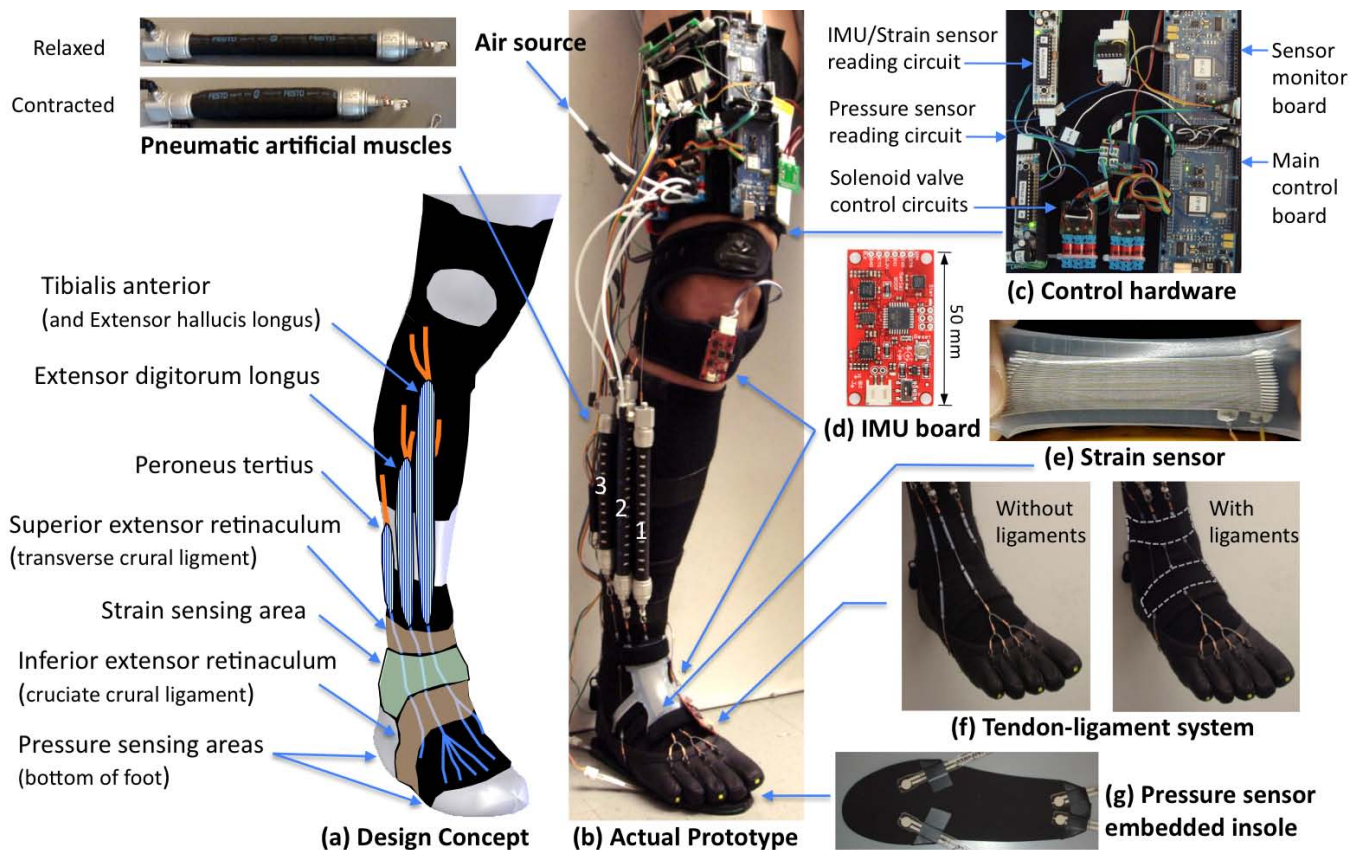 Relaxed
FESTO
FESTO
Contracted
FESTO
FESTO
Pneumatic artificial muscles
Air source
IMU/Strain sensor
reading circuit
Pressure sensor
reading circuit
Solenoid valve
control circuits
Sensor
monitor
board
Main
control
board
(c) Control hardware
Tibialis anterior
(and Extensor hallucis longus)
Extensor digitorum longus
Peroneus tertius
Superior extensor retinaculum
(transverse crural ligment)
Strain sensing area
Inferior extensor retinaculum
(cruciate crural ligament)
Pressure sensing areas
(bottom of foot)
(a) Design Concept
3
2
1
(b) Actual Prototype
50 mm
Reset
(d) IMU board
(e) Strain sensor
Without
ligaments
With
ligaments
(f) Tendon-ligament system
(g) Pressure sensor
embedded insole